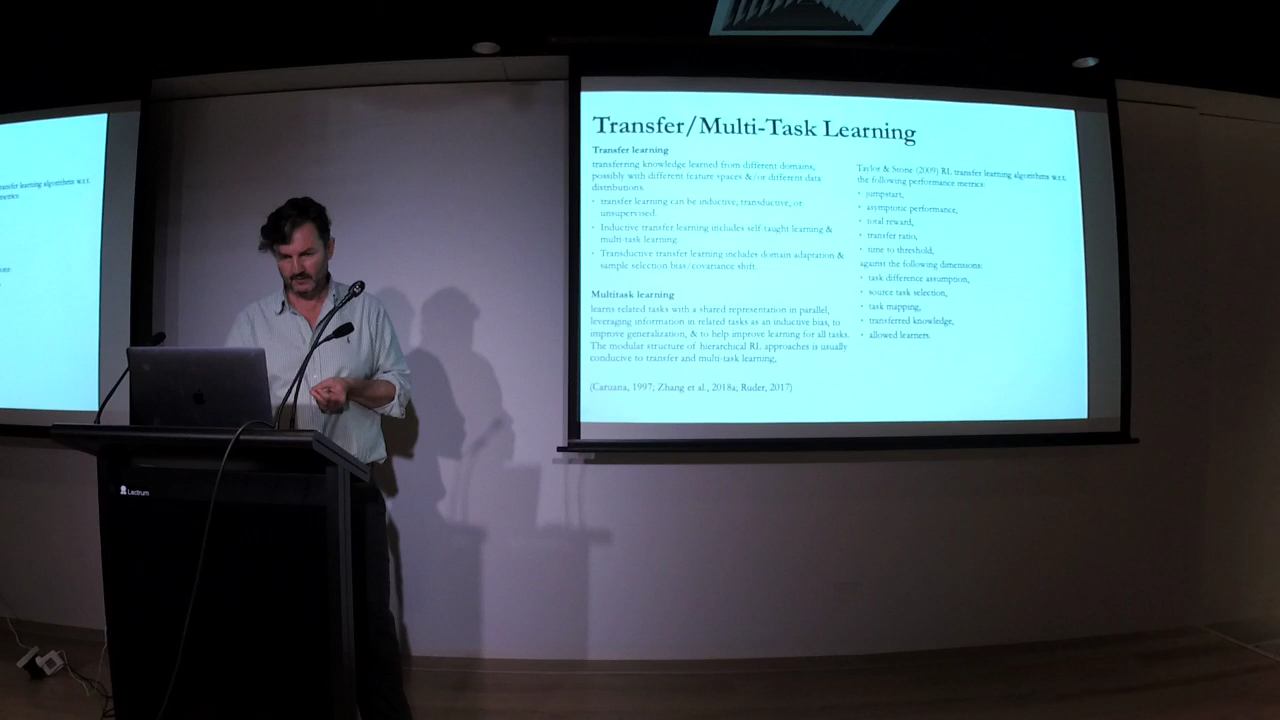 Transfer/Multi-Task Learning
Transfer learning
transferring knowledge learned from different domains,
possibly with different feature spaces &/or different data
distributions.
· transfer learning can be inductive, transductive, or
unsupervised.
· Inductive transfer learning includes self-taught learning &
multi-task learning.
· Transductive transfer learning includes domain adaptation &
sample selection bias/covariance shift.
Multitask learning
learns related tasks with a shared representation in parallel,
leveraging information in related tasks as an inductive bias, to
improve generalization, & to help improve learning for all tasks.
The modular structure of hierarchical RL approaches is usually
conducive to transfer and multi-task learning,
(Caruana, 1997; Zhang et al., 2018a; Ruder, 2017)
Taylor & Stone (2009) RL transfer learning algorithms w.r.t.
the following performance metrics:
· jumpstart,
· asymptotic performance,
· total reward,
· transfer ratio,
· time to threshold,
against the following dimensions:
· task difference assumption,
· source task selection,
· task mapping,
· transferred knowledge,
· allowed learners.
transfer learning algorithms w.r.t.
metrics:
Lectrum